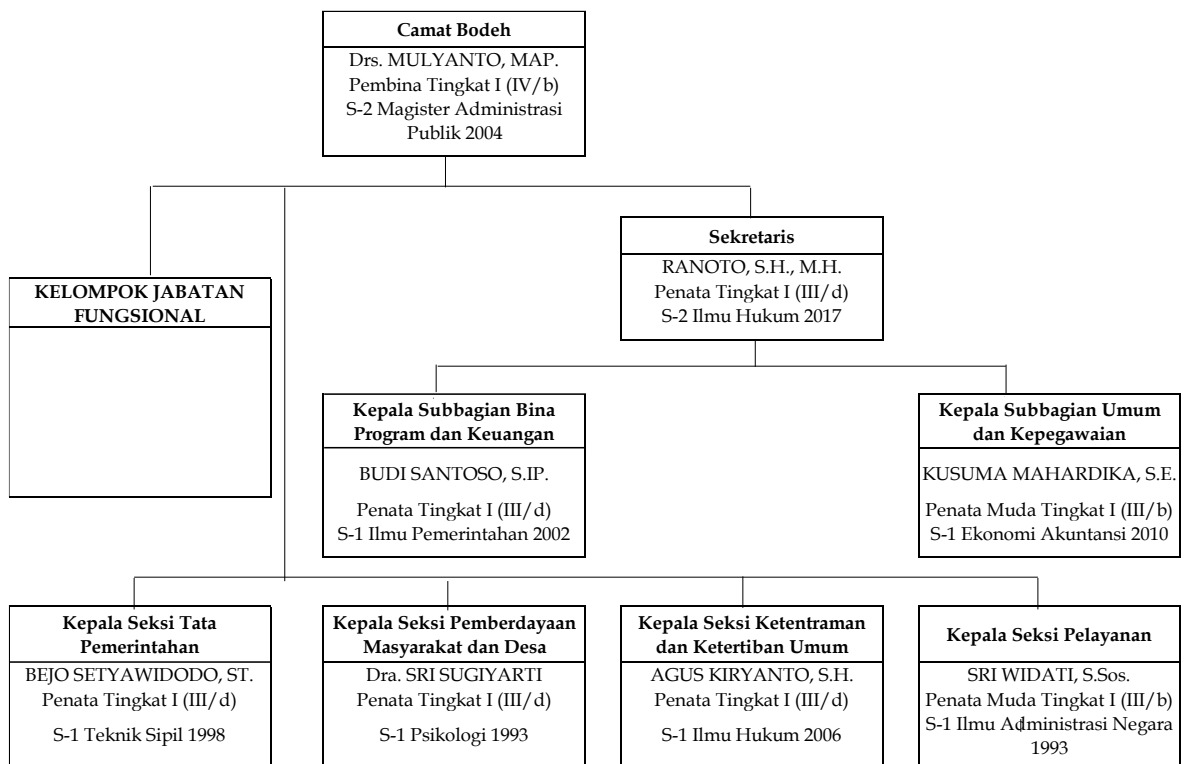 Camat Bodeh
Drs. MULYANTO, MAP.
Pembina Tingkat I (IV/b)
S-2 Magister Administrasi
Publik 2004
Sekretaris
RANOTO, S.H., M.H.
Penata Tingkat I (III/d)
S-2 Ilmu Hukum 2017
KELOMPOK JABATAN
FUNGSIONAL
Kepala Subbagian Bina
Program dan Keuangan
BUDI SANTOSO, S.IP.
Penata Tingkat I (III/d)
S-1 Ilmu Pemerintahan 2002
Kepala Subbagian Umum
dan Kepegawaian
KUSUMA MAHARDIKA, S.E.
Penata Muda Tingkat I (III/b)
S-1 Ekonomi Akuntansi 2010
Kepala Seksi Tata
Pemerintahan
BEJO SETYAWIDODO, ST.
Penata Tingkat I (III/d)
S-1 Teknik Sipil 1998
Kepala Seksi Pemberdayaan
Masyarakat dan Desa
Dra. SRI SUGIYARTI
Penata Tingkat I (III/d)
S-1 Psikologi 1993
Kepala Seksi Ketentraman
dan Ketertiban Umum
AGUS KIRYANTO, S.H.
Penata Tingkat I (III/d)
S-1 Ilmu Hukum 2006
Kepala Seksi Pelayanan
SRI WIDATI, S.Sos.
Penata Muda Tingkat I (III/b)
S-1 Ilmu Administrasi Negara
1993